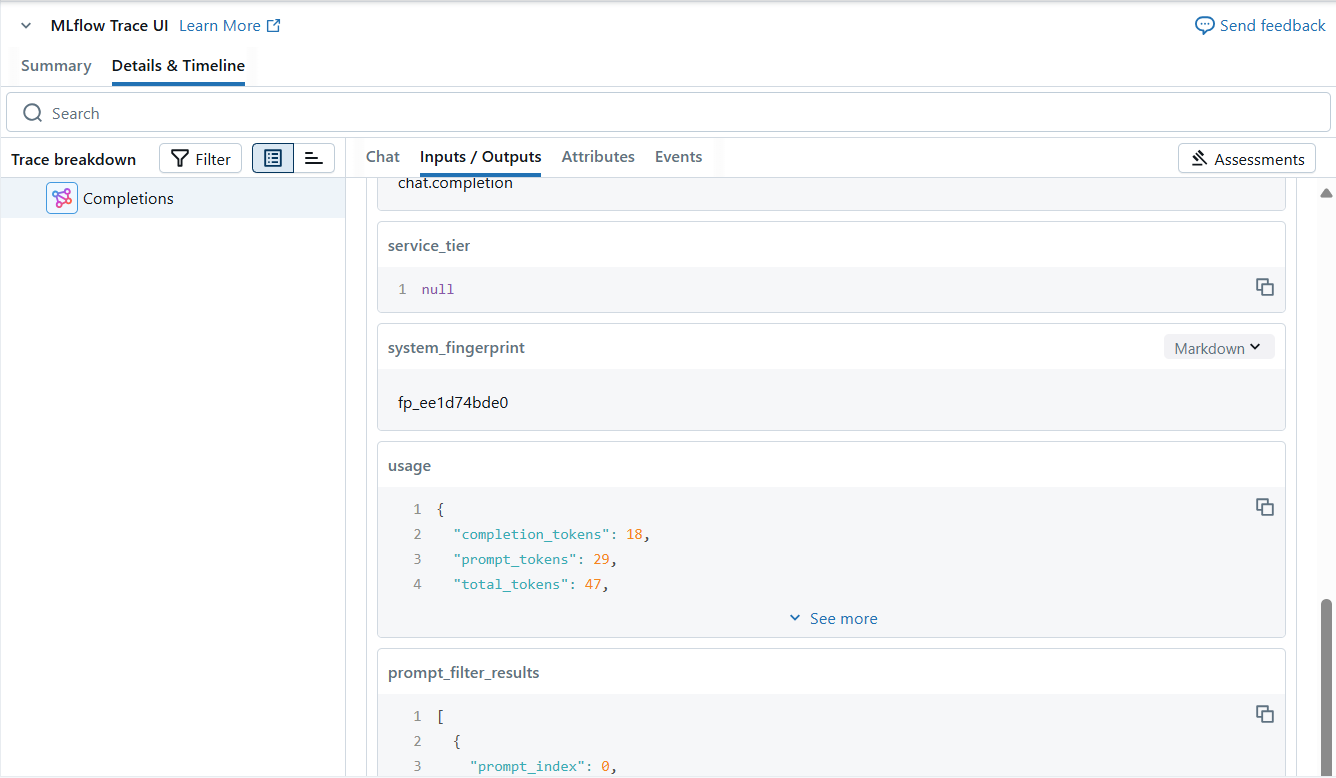 MLflow Trace UI Learn More
Send feedback
Summary Details & Timeline
Search
Trace breakdown Filter
Completions
Chat Inputs / Outputs Attributes Events
Assessments
chat.completion
service_tier
1 null
system_fingerprint
Markdown
fp_ee1d74bde0
usage
1 {
2 "completion_tokens": 18,
3 "prompt_tokens": 29,
4 "total_tokens": 47,
See more
prompt_filter_results
1 [
2 {
3 "prompt_index": 0,